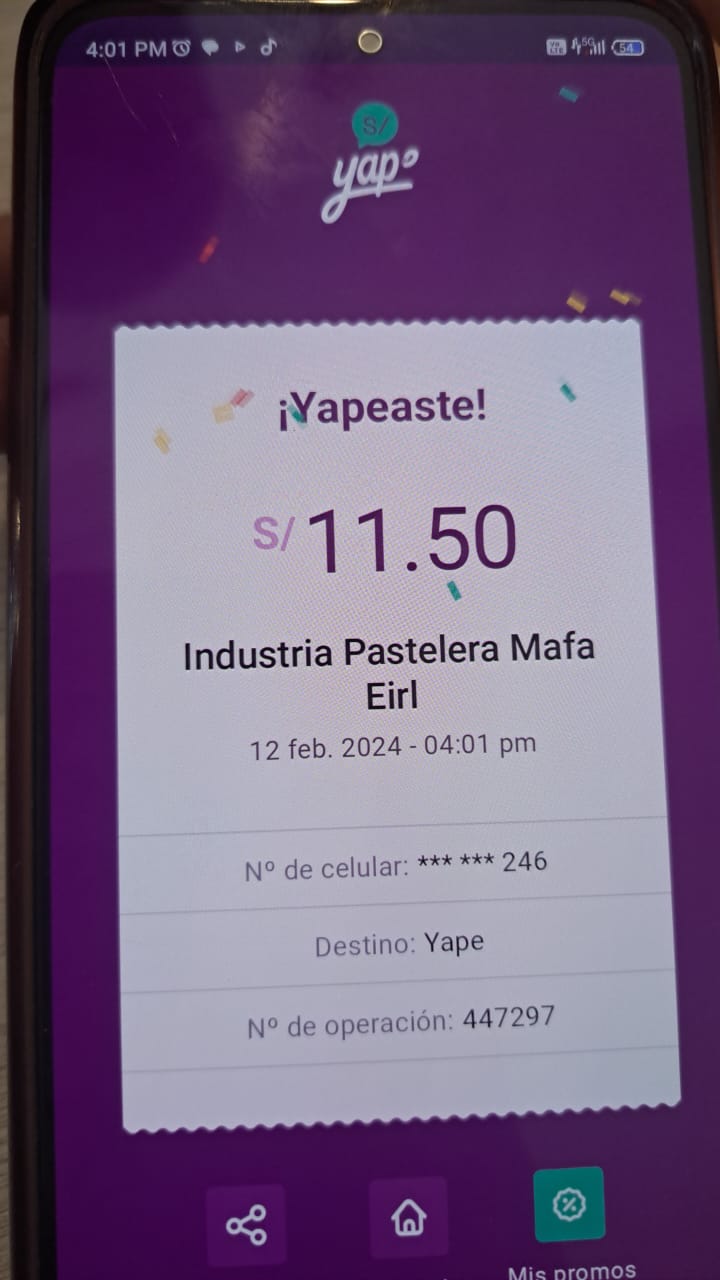 4:01 PM
54
S/
yape
¡Yapeaste!
S/ 11.50
Industria Pastelera Mafa
Eirl
12 feb. 2024 - 04:01 pm
Nº de celular: *** *** 246
Destino: Yape
Nº de operación: 447297
Mis promos